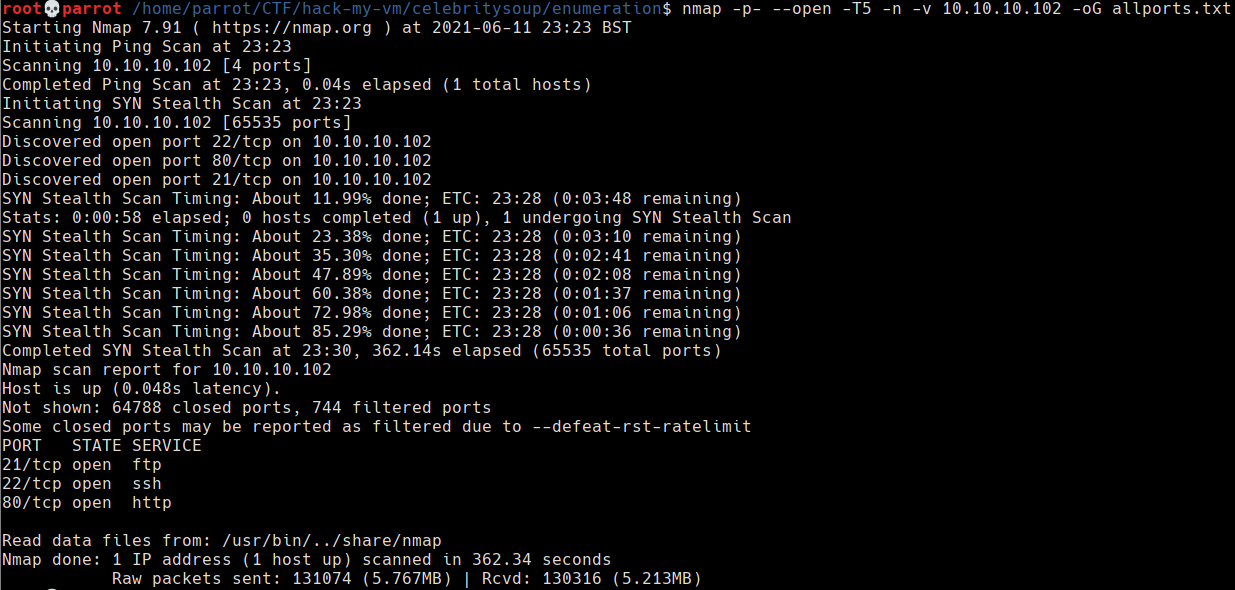 root💀parrot /home/parrot/CTF/hack-my-vm/celebritysoup/enumeration$ nmap -p- --open -T5 -n -v 10.10.10.102 -oG allports.txt
Starting Nmap 7.91 ( https://nmap.org ) at 2021-06-11 23:23 BST
Initiating Ping Scan at 23:23
Scanning 10.10.10.102 [4 ports]
Completed Ping Scan at 23:23, 0.04s elapsed (1 total hosts)
Initiating SYN Stealth Scan at 23:23
Scanning 10.10.10.102 [65535 ports]
Discovered open port 22/tcp on 10.10.10.102
Discovered open port 80/tcp on 10.10.10.102
Discovered open port 21/tcp on 10.10.10.102
SYN Stealth Scan Timing: About 11.99% done; ETC: 23:28 (0:03:48 remaining)
Stats: 0:00:58 elapsed; 0 hosts completed (1 up), 1 undergoing SYN Stealth Scan
SYN Stealth Scan Timing: About 23.38% done; ETC: 23:28 (0:03:10 remaining)
SYN Stealth Scan Timing: About 35.30% done; ETC: 23:28 (0:02:41 remaining)
SYN Stealth Scan Timing: About 47.89% done; ETC: 23:28 (0:02:08 remaining)
SYN Stealth Scan Timing: About 60.38% done; ETC: 23:28 (0:01:37 remaining)
SYN Stealth Scan Timing: About 72.98% done; ETC: 23:28 (0:01:06 remaining)
SYN Stealth Scan Timing: About 85.29% done; ETC: 23:28 (0:00:36 remaining)
Completed SYN Stealth Scan at 23:30, 362.14s elapsed (65535 total ports)
Nmap scan report for 10.10.10.102
Host is up (0.048s latency).
Not shown: 64788 closed ports, 744 filtered ports
Some closed ports may be reported as filtered due to --defeat-rst-ratelimit
PORT   STATE SERVICE
21/tcp open  ftp
22/tcp open  ssh
80/tcp open  http
Read data files from: /usr/bin/../share/nmap
Nmap done: 1 IP address (1 host up) scanned in 362.34 seconds
Raw packets sent: 131074 (5.767MB) | Rcvd: 130316 (5.213MB)